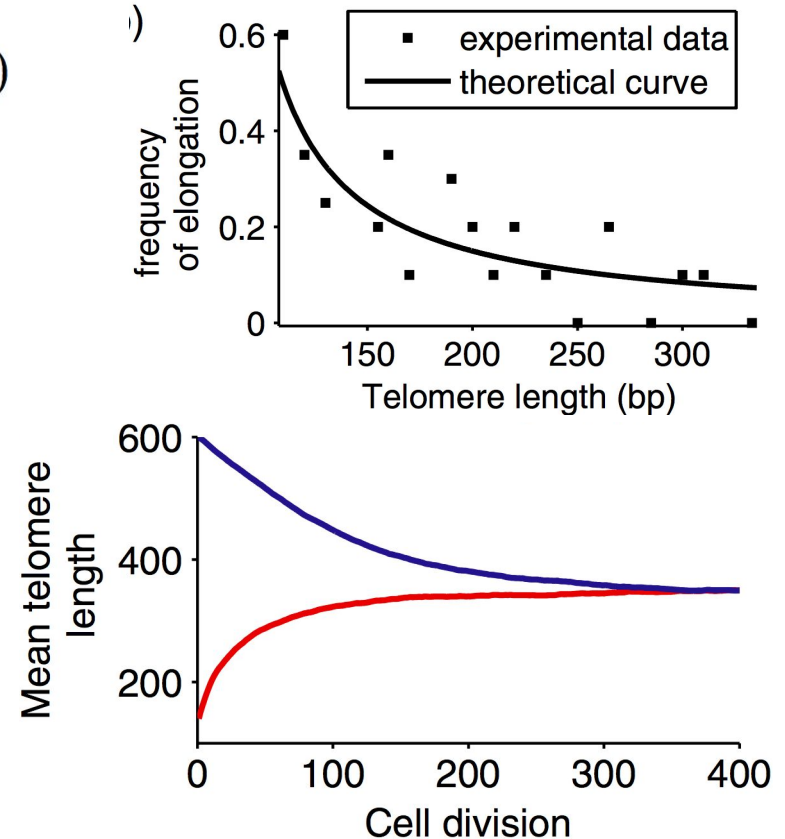 )
)
0.6
0.4
0.2
0
frequency
of elongation
experimental data
theoretical curve
150 200 250 300
Telomere length (bp)
600
400
200
Mean telomere
length
0 100 200 300 400
Cell division